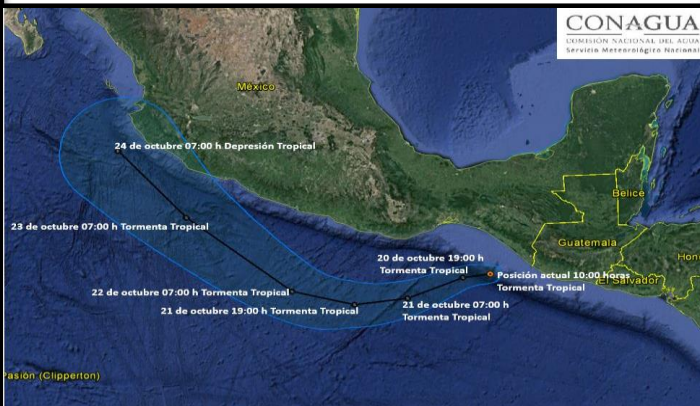 CONAGUA
COMISIÓN NACIONAL DEL AGUA
Servicio Meteorológico Nacional
México
24 de octubre 07:00 h Depresión Tropical
Belice
23 de octubre 07:00 h Tormenta Tropical
Guatemala
20 de octubre 19:00 h
Tormenta Tropical
Hon
Posición actual 10:00 horas
Tormenta Tropical
El Salvador
22 de octubre 07:00 h Tormenta Tropical
21 de octubre 19:00 h Tormenta Tropical
21 de octubre 07:00 h
Tormenta Tropical
Pasión (Clipperton)